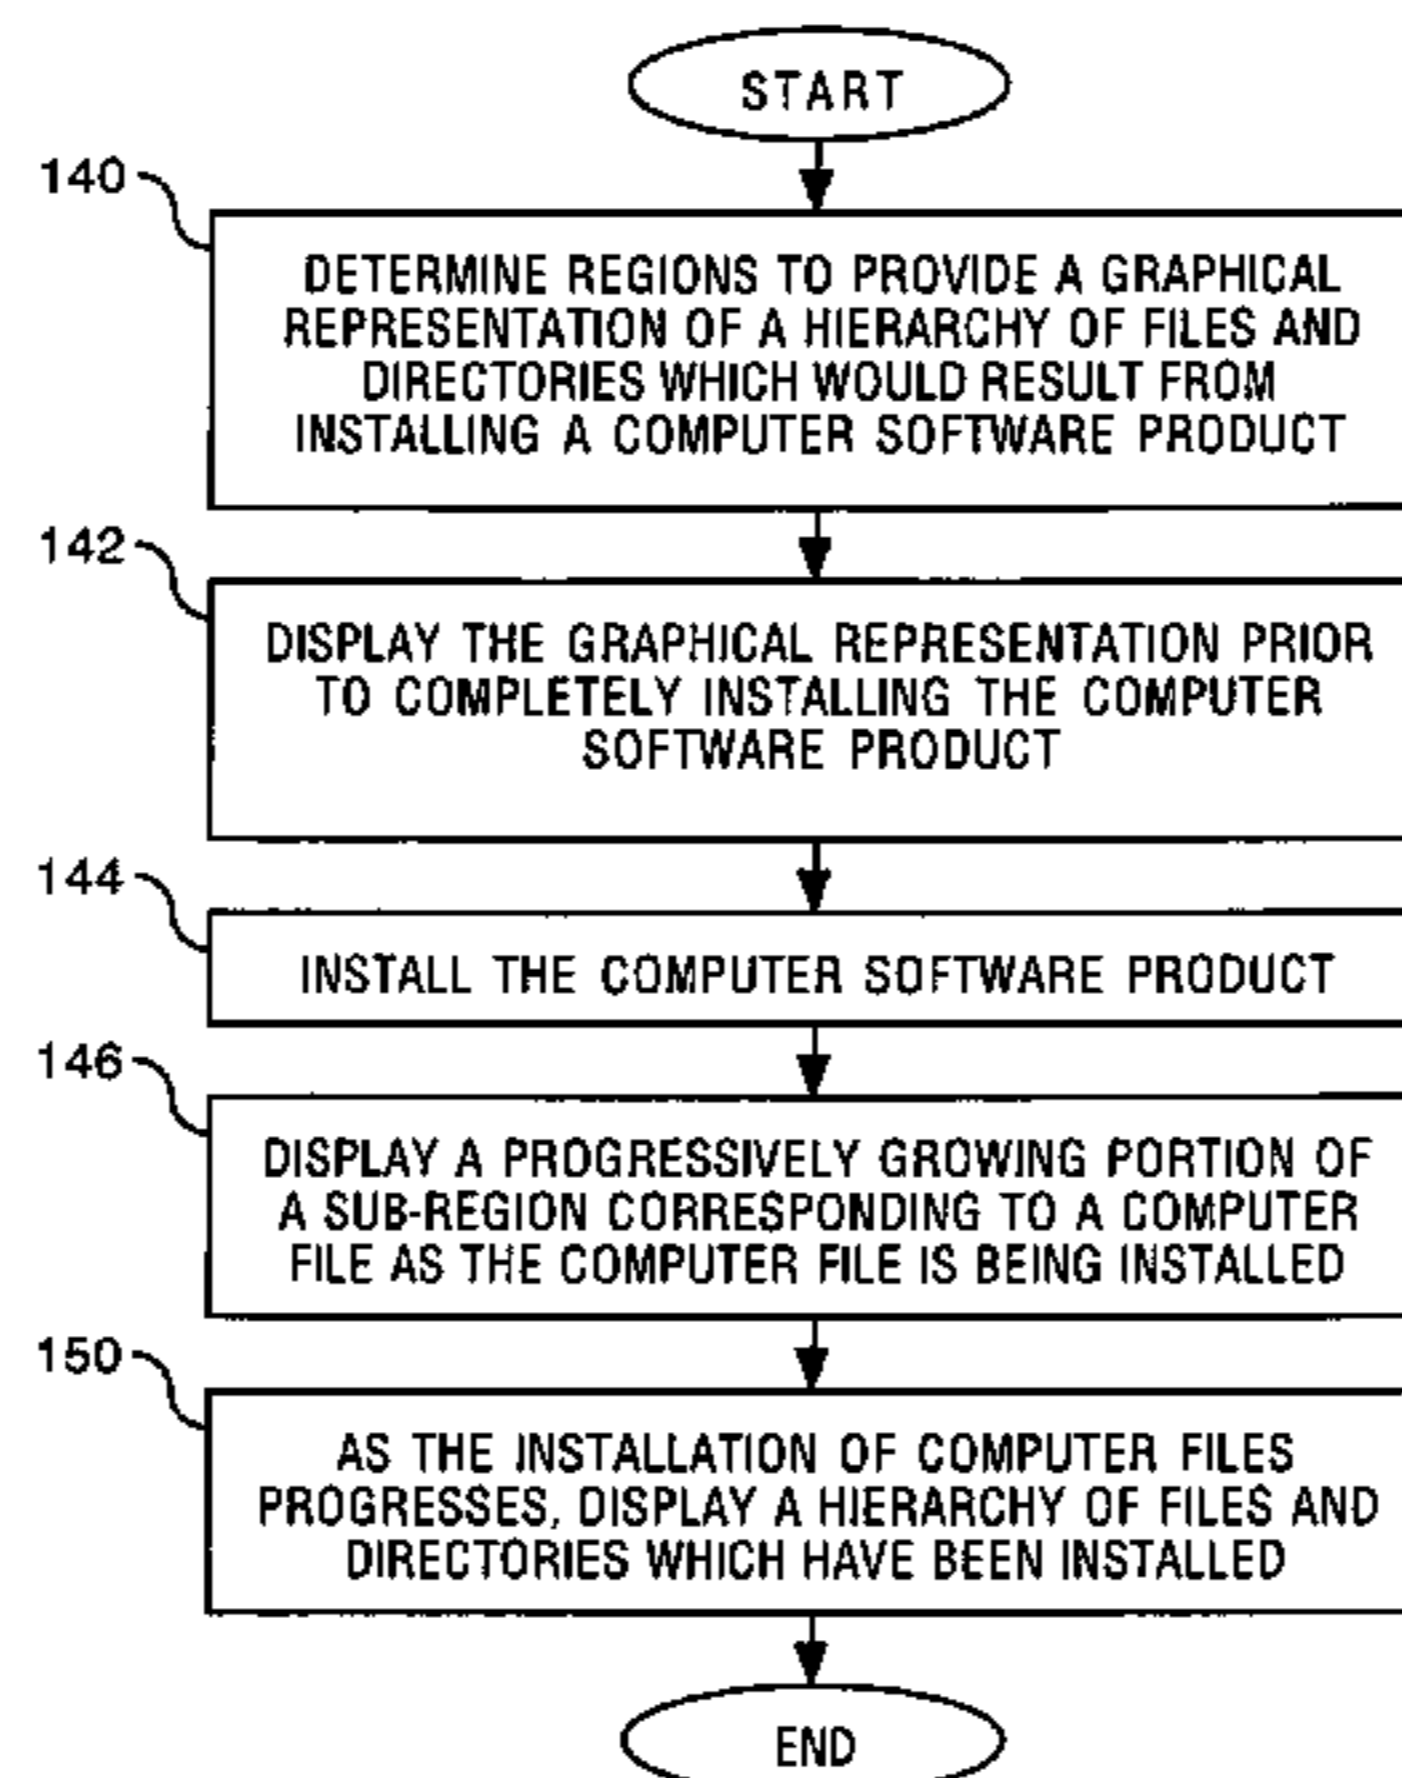 START
140
DETERMINE REGIONS TO PROVIDE A GRAPHICAL
REPRESENTATION OF A HIERARCHY OF FILES AND
DIRECTORIES WHICH WOULD RESULT FROM
INSTALLING A COMPUTER SOFTWARE PRODUCT
142
DISPLAY THE GRAPHICAL REPRESENTATION PRIOR
TO COMPLETELY INSTALLING THE COMPUTER
SOFTWARE PRODUCT
144
INSTALL THE COMPUTER SOFTWARE PRODUCT
146
DISPLAY A PROGRESSIVELY GROWING PORTION OF
A SUB-REGION CORRESPONDING TO A COMPUTER
FILE AS THE COMPUTER FILE IS BEING INSTALLED
150
AS THE INSTALLATION OF COMPUTER FILES
PROGRESSES, DISPLAY A HIERARCHY OF FILES AND
DIRECTORIES WHICH HAVE BEEN INSTALLED
END